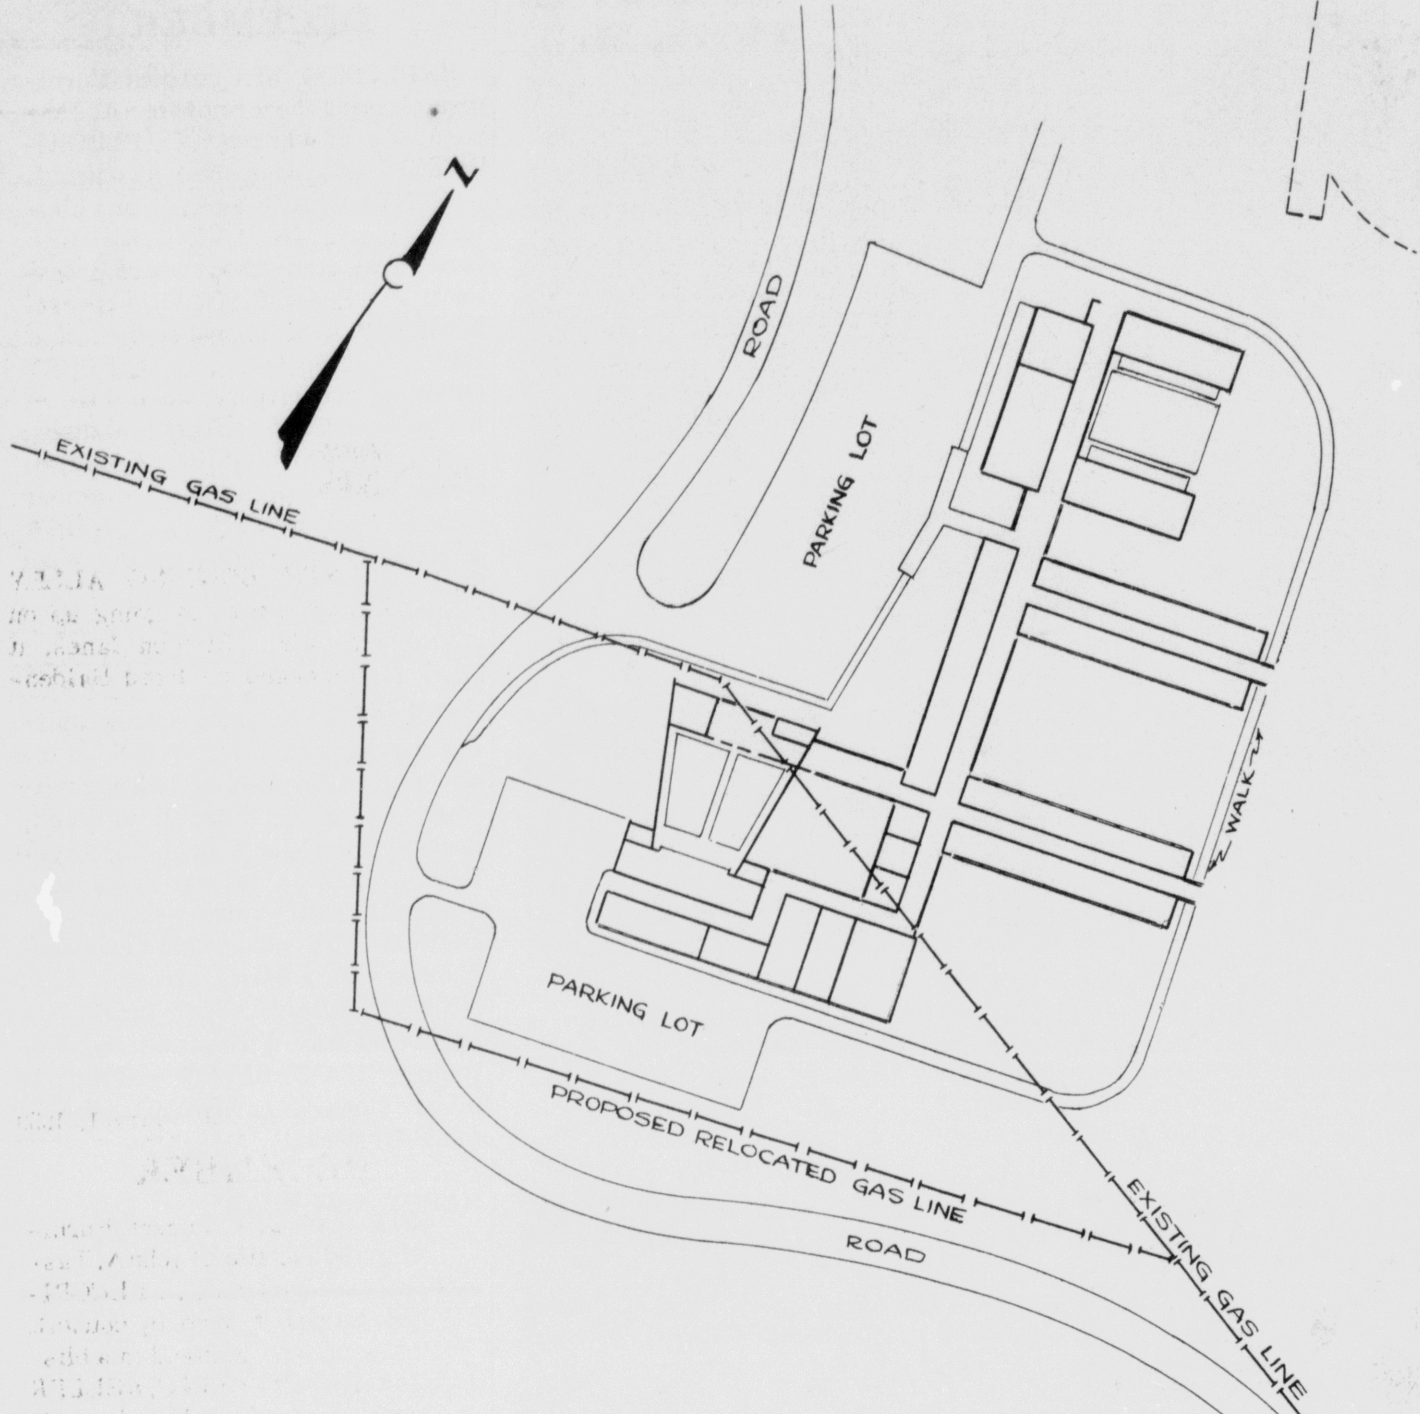 N
ROAD
PARKING LOT
EXISTING GAS LINE
WALK
PARKING LOT
PROPOSED RELOCATED GAS LINE
ROAD
EXISTING GAS LINE